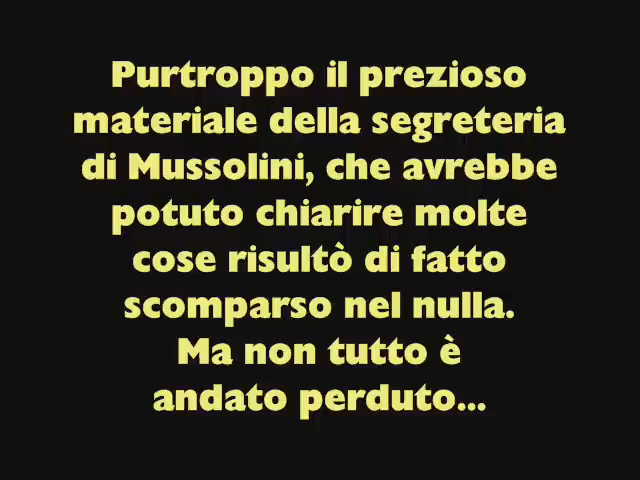 Purtroppo il prezioso
materiale della segreteria
di Mussolini, che avrebbe
potuto chiarire molte
cose risultò di fatto
scomparso nel nulla.
Ma non tutto è
andato perduto...